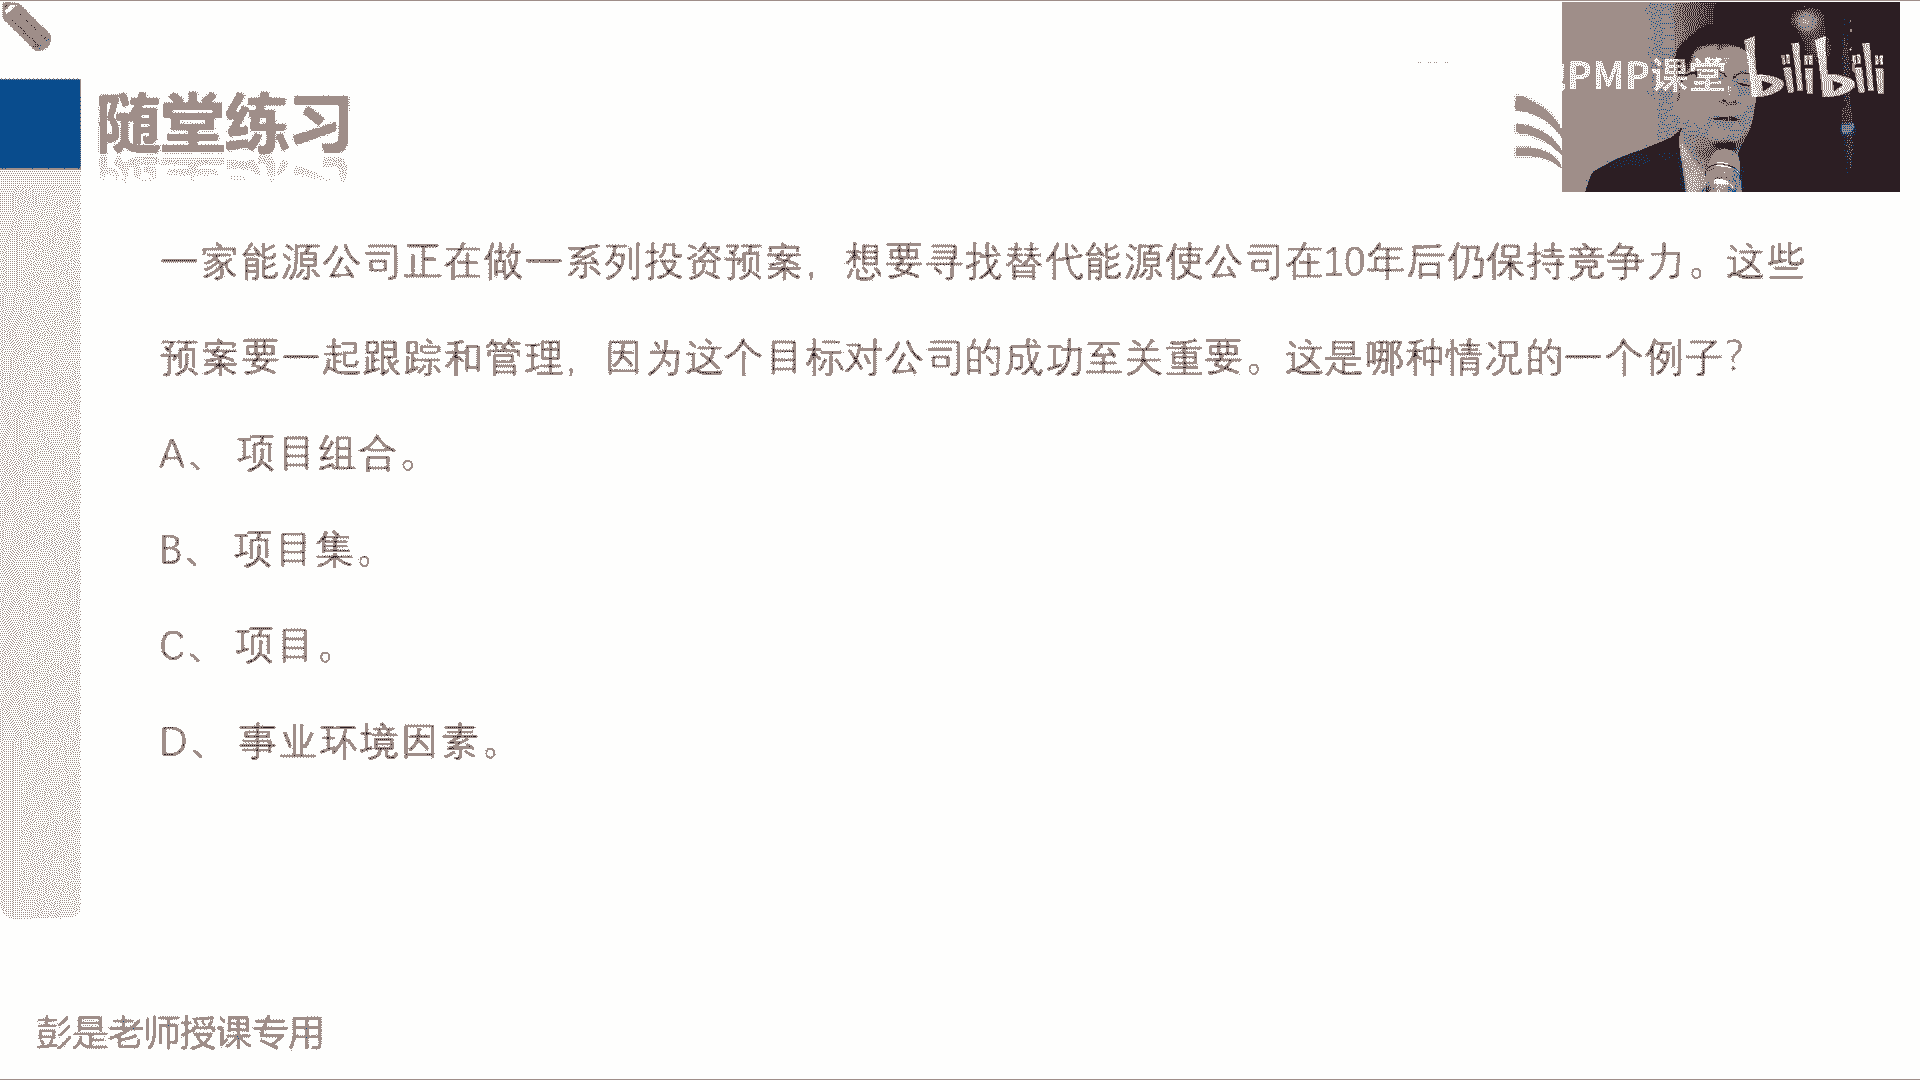 PMP课堂 bilibili
随堂练习
一家能源公司正在做一系列投资预案，想要寻找替代能源使公司在10年后仍保持竞争力。这些
预案要一起跟踪和管理，因为这个目标对公司的成功至关重要。这是哪种情况的一个例子？
A、 项目组合。
B、 项目集。
C、 项目。
D、 事业环境因素。
彭是老师授课专用